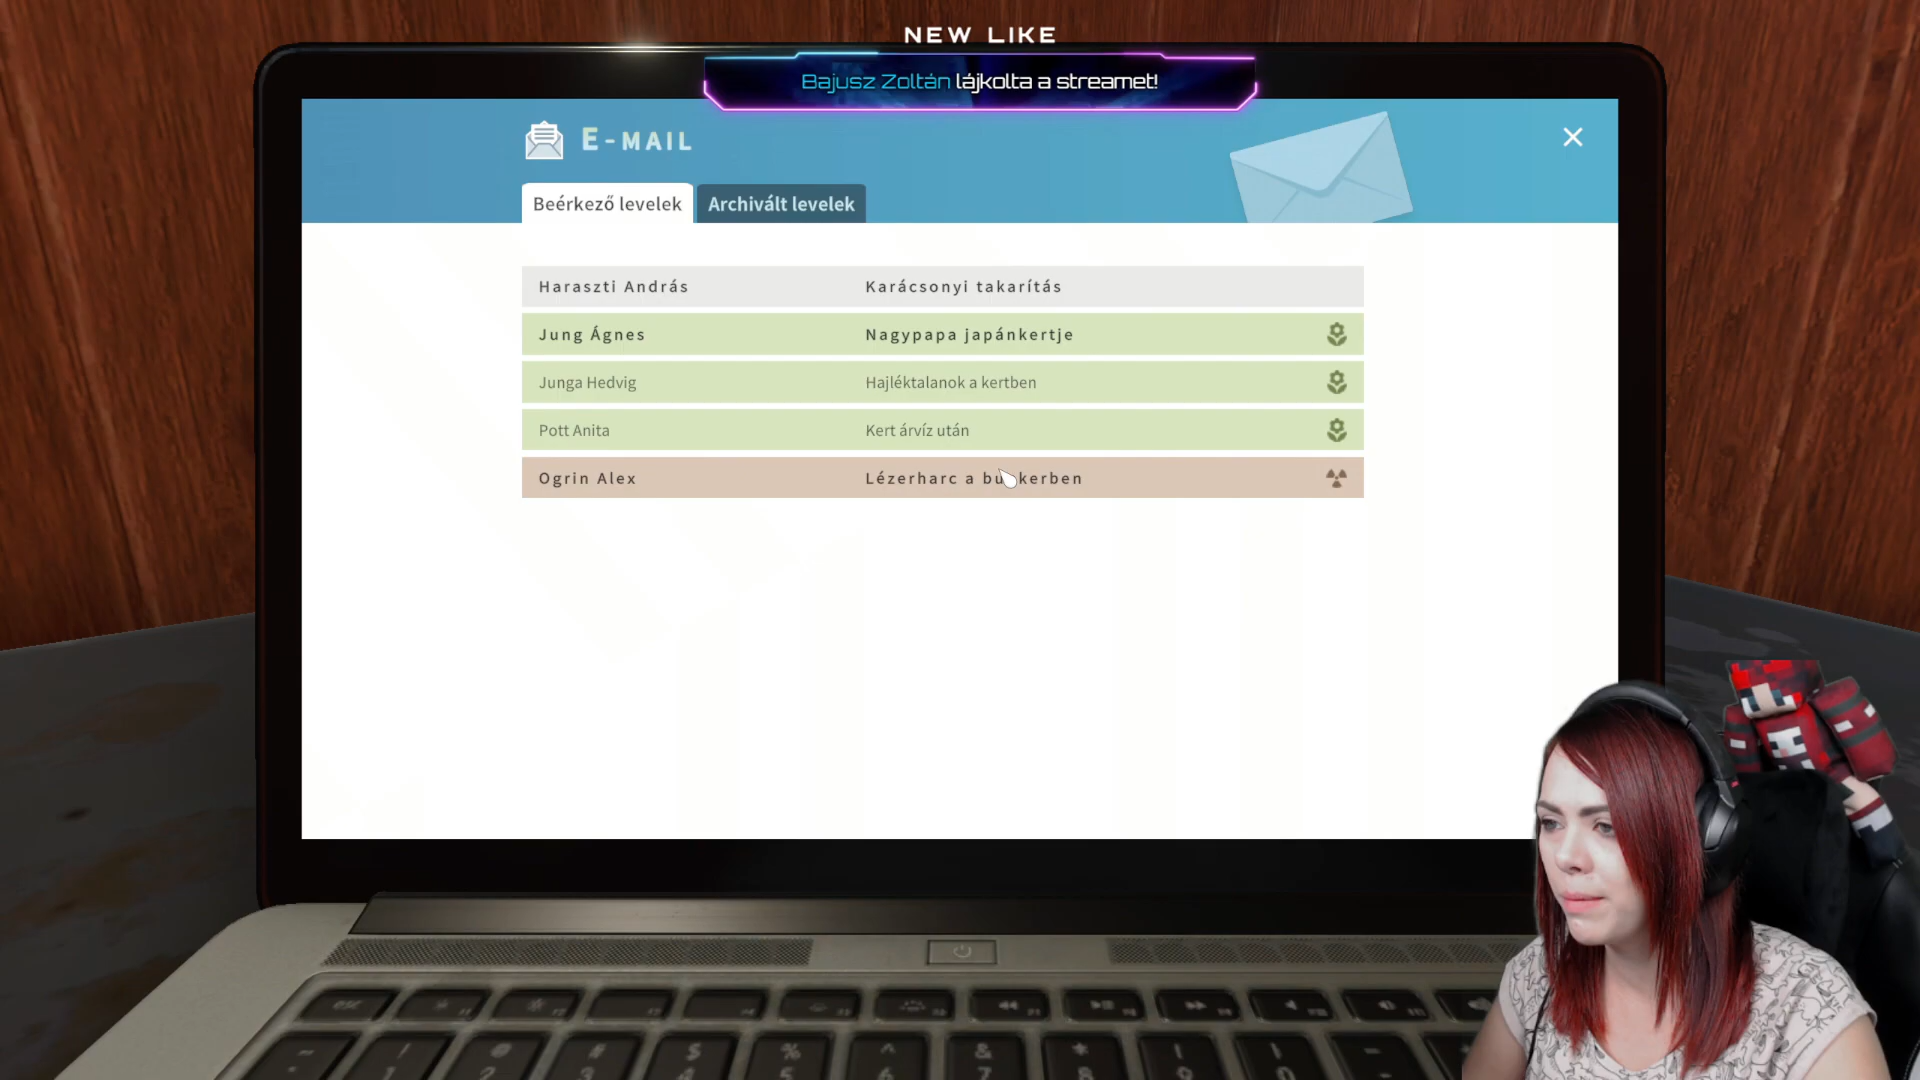 NEW LIKE
Bajusz Zoltán lájkolta a streamet!
E-MAIL
Beérkező levelek
Archivált levelek
Haraszti András Karácsonyi takarítás
Jung Ágnes Nagypapa japánkertje
Junga Hedvig Hajléktalanok a kertben
Pott Anita Kert árvíz után
Ogrin Alex Lézerharc a bunkerben
esc